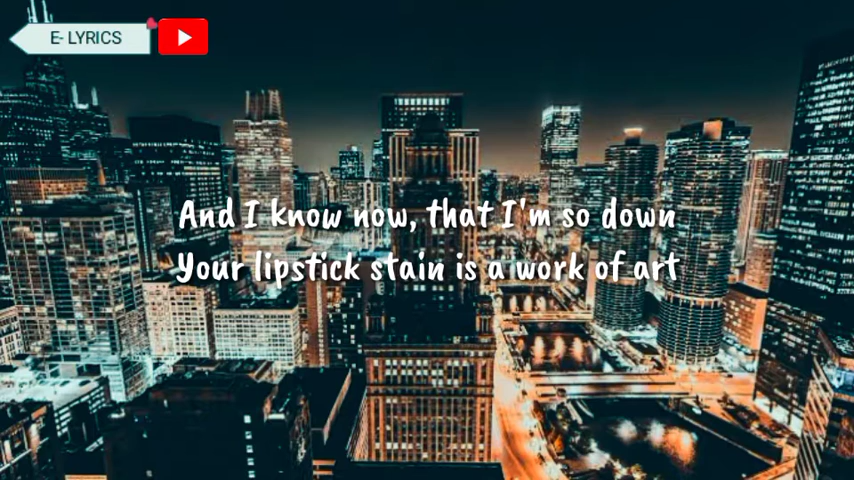 E- LYRICS
And I know now, that I'm so down
Your lipstick stain is a work of art